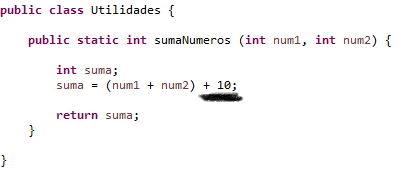 public class Utilidades {
public static int sumaNumeros (int num1, int num2) {
int suma;
suma = (num1 + num2) + 10;
return suma;
}
}